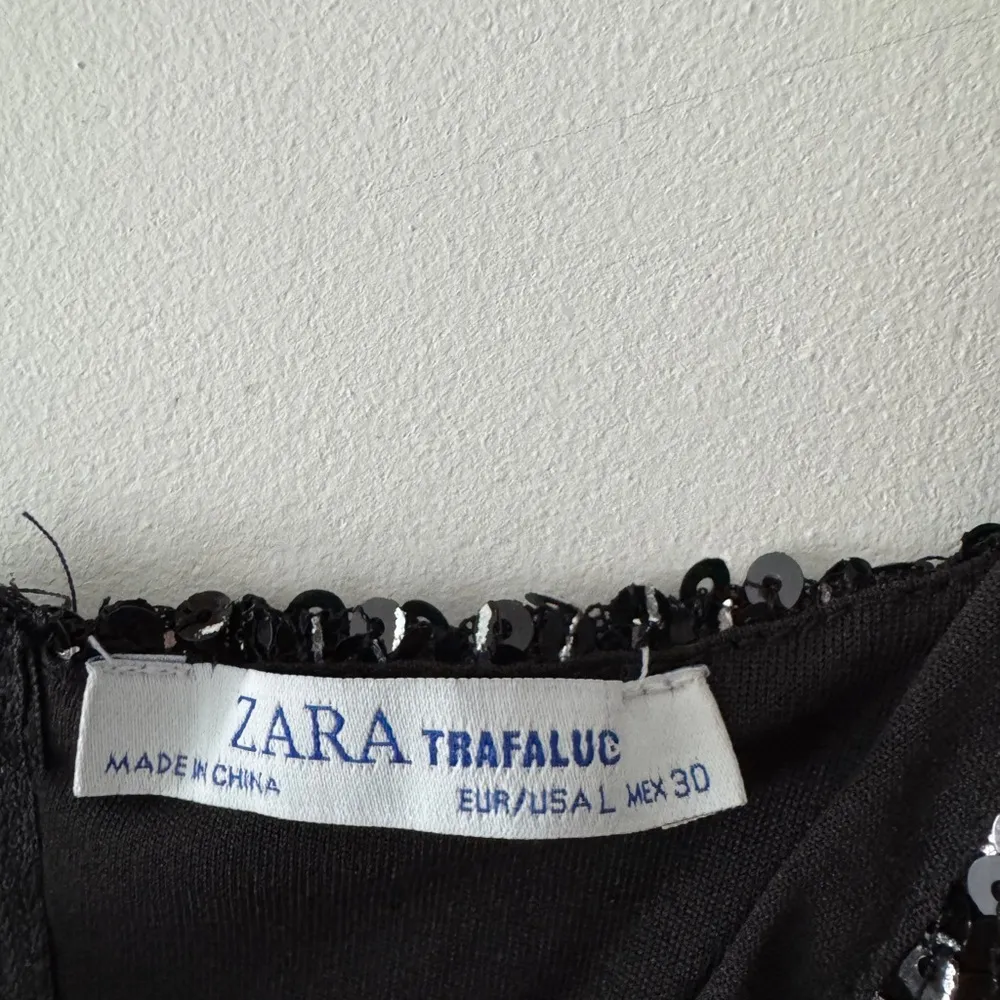 ZARA TRAFALUC
MADE IN CHINA
EUR/USA L MEX 30